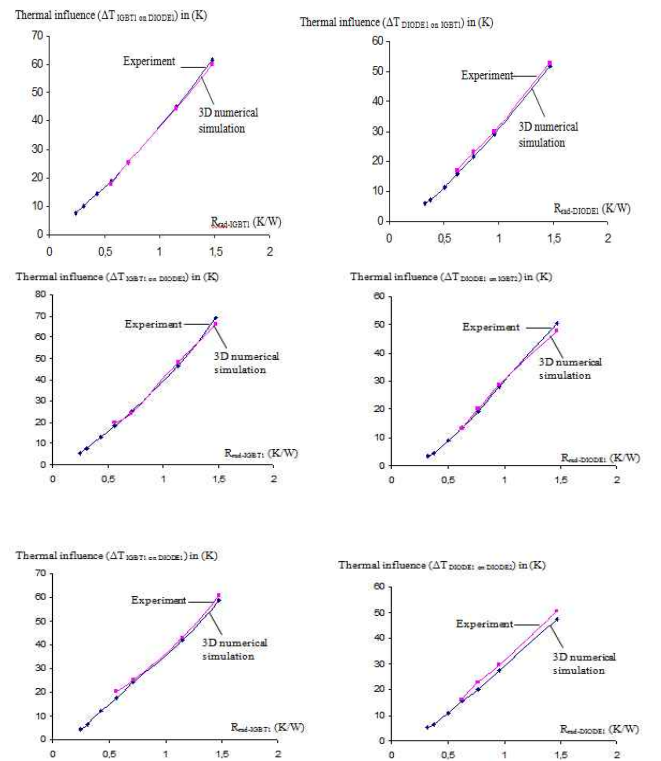 Thermal influence (ΔT IGBT1 on DIODE1) in (K)
70
60
50
40
30
20
10
0
0 0,5 1 1,5 2
Experiment
3D numerical
simulation
Rrad-IGBT1 (K/W)
Thermal influence (ΔT DIODE1 on IGBT1) in (K)
60
50
40
30
20
10
0
0 0,5 1 1,5 2
Experiment
3D numerical
simulation
Rrad-DIODE1 (K/W)
Thermal influence (ΔT IGBT1 on DIODE2) in (K)
80
70
60
50
40
30
20
10
0
0 0,5 1 1,5 2
Experiment
3D numerical
simulation
Rrad-IGBT1 (K/W)
Thermal influence (ΔT DIODE1 on IGBT2) in (K)
60
50
40
30
20
10
0
0 0,5 1 1,5 2
Experiment
3D numerical
simulation
Rrad-DIODE1 (K/W)
Thermal influence (ΔT IGBT1 on DIODE1) in (K)
70
60
50
40
30
20
10
0
0 0,5 1 1,5 2
Experiment
3D numerical
simulation
Rrad-IGBT1 (K/W)
Thermal influence (ΔT DIODE1 on DIODE2) in (K)
60
50
40
30
20
10
0
0 0,5 1 1,5 2
Experiment
3D numerical
simulation
Rrad-DIODE1 (K/W)